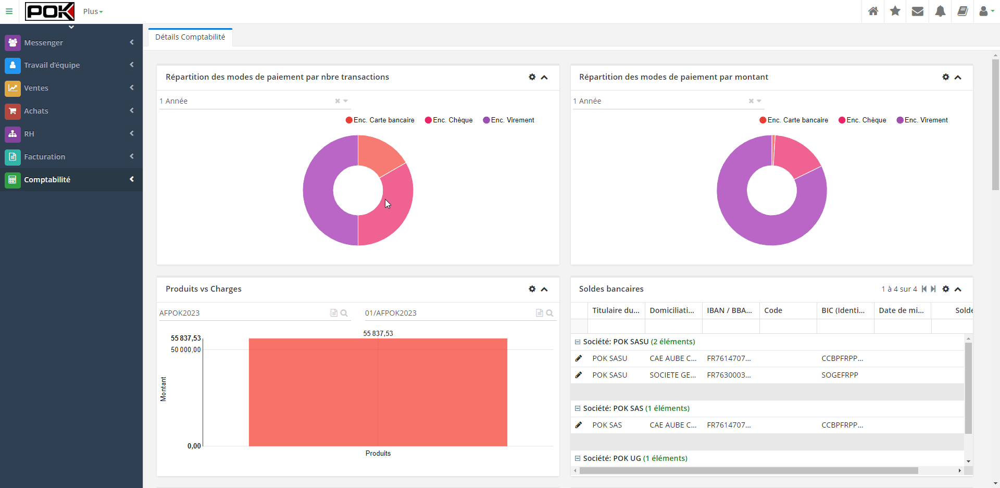 POK Plus
Messenger
Travail d'équipe
Ventes
Achats
RH
Facturation
Comptabilité
Détails Comptabilité
Répartition des modes de paiement par nbre transactions
1 Année
Enc. Carte bancaire Enc. Chèque Enc. Virement
Répartition des modes de paiement par montant
1 Année
Enc. Carte bancaire Enc. Chèque Enc. Virement
Produits vs Charges
AFPOK2023 01/AFPOK2023
55 837,53
55 837,53
50 000,00
Montant
0,00
Produits
Soldes bancaires 1 à 4 sur 4
Titulaire du... Domiciliati... IBAN / BBA... Code BIC (Identi... Date de mi... Solde
Société: POK SASU (2 éléments)
POK SASU CAE AUBE C... FR7614707... CCBPFRPP...
POK SASU SOCIETE GE... FR7630003... SOGEFRPP
Société: POK SAS (1 éléments)
POK SAS CAE AUBE C... FR7614707... CCBPFRPP...
Société: POK UG (1 éléments)